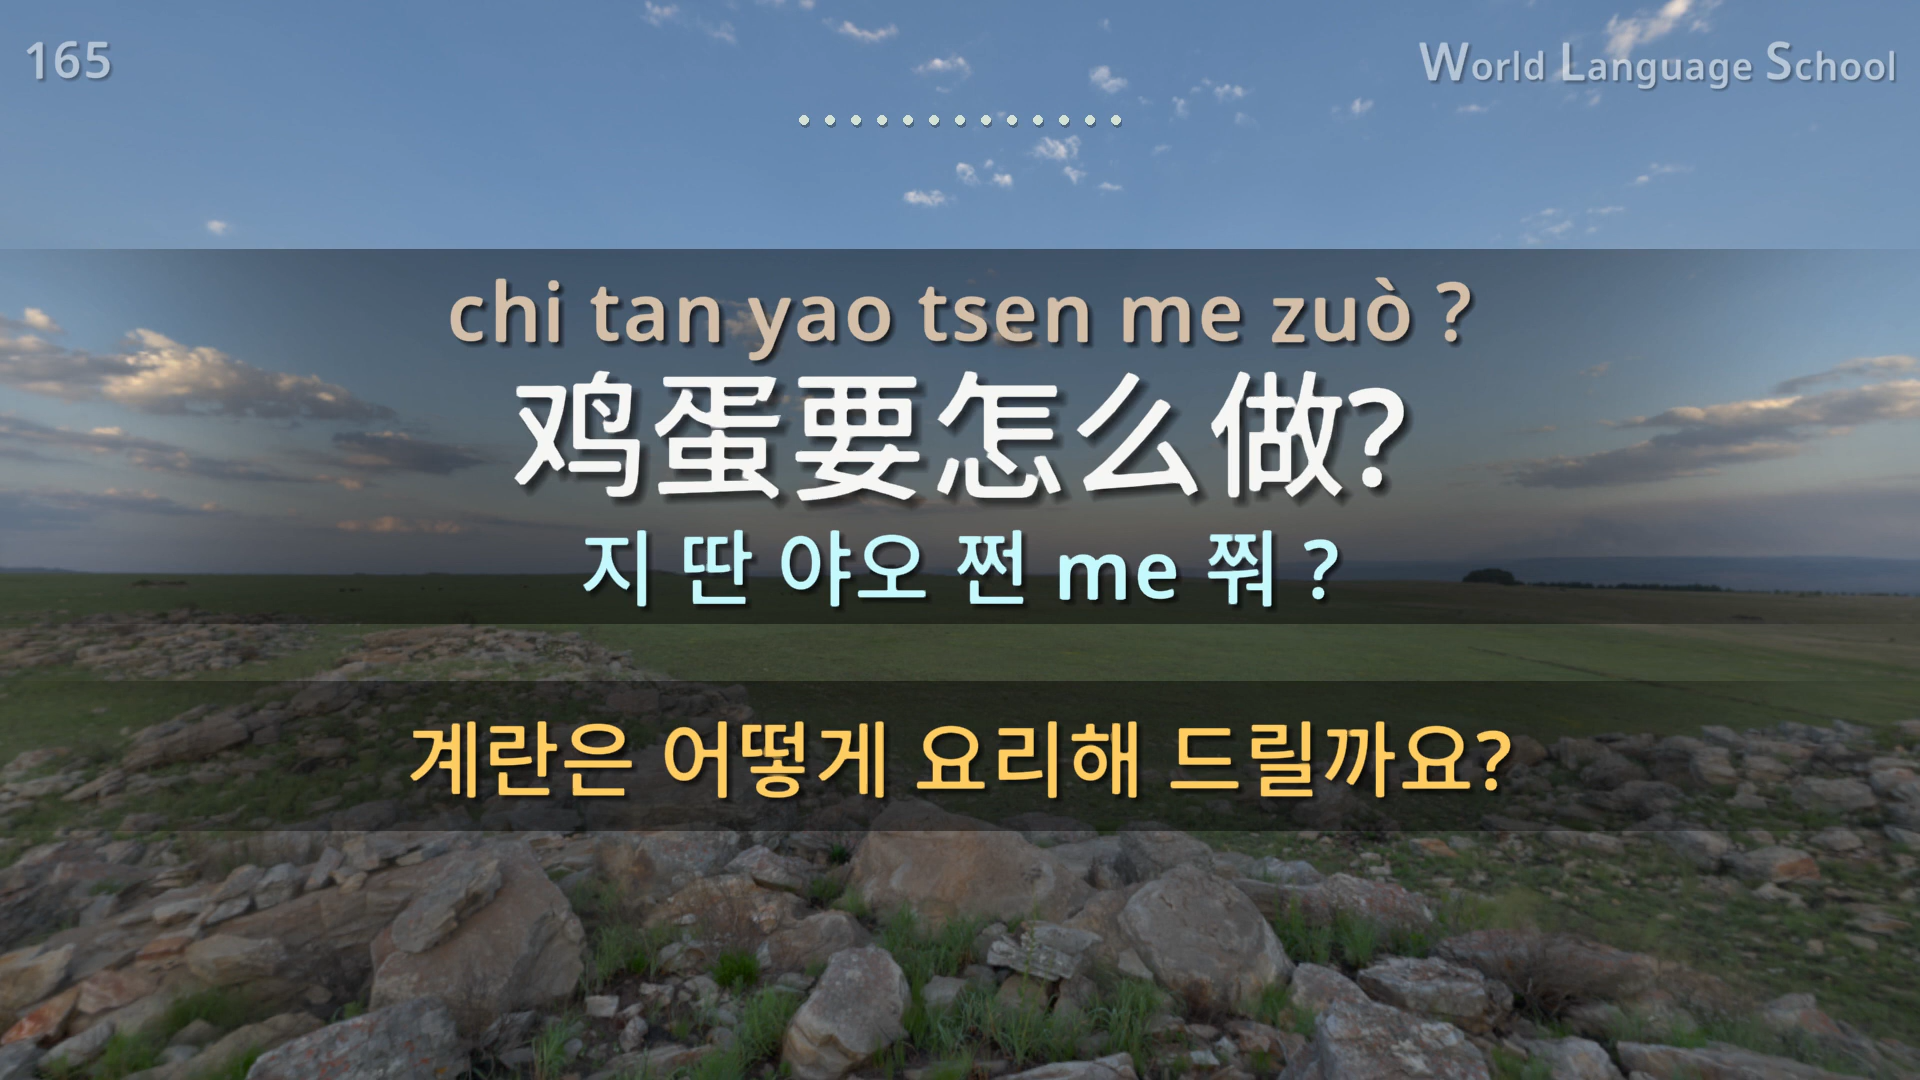 165
World Language School
chi tan yao tsen me zuò ?
鸡蛋要怎么做?
지 딴 야오 쩐 me 쭤 ?
계란은 어떻게 요리해 드릴까요?